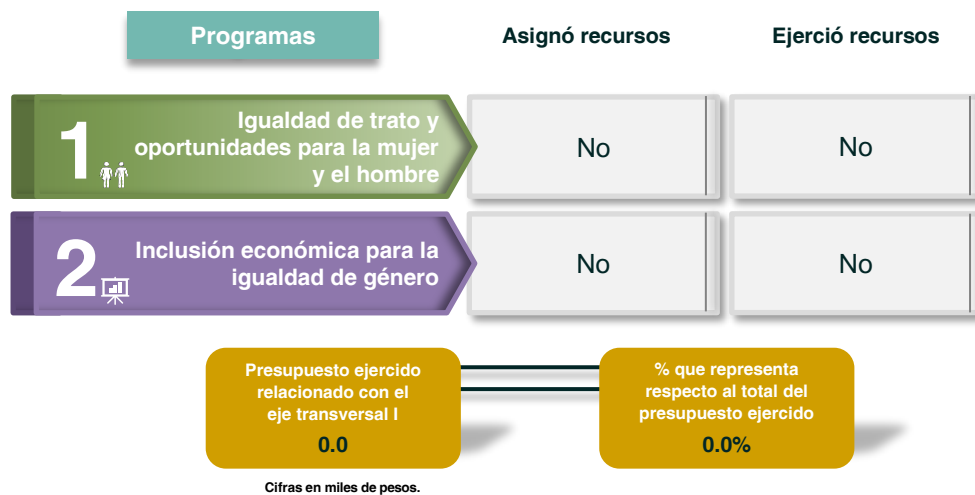 Programas
Asignó recursos
Ejerció recursos
1
Igualdad de trato y
oportunidades para la mujer
y el hombre
No
No
2
Inclusión económica para la
igualdad de género
No
No
Presupuesto ejercido
relacionado con el
eje transversal I
0.0
% que representa
respecto al total del
presupuesto ejercido
0.0%
Cifras en miles de pesos.